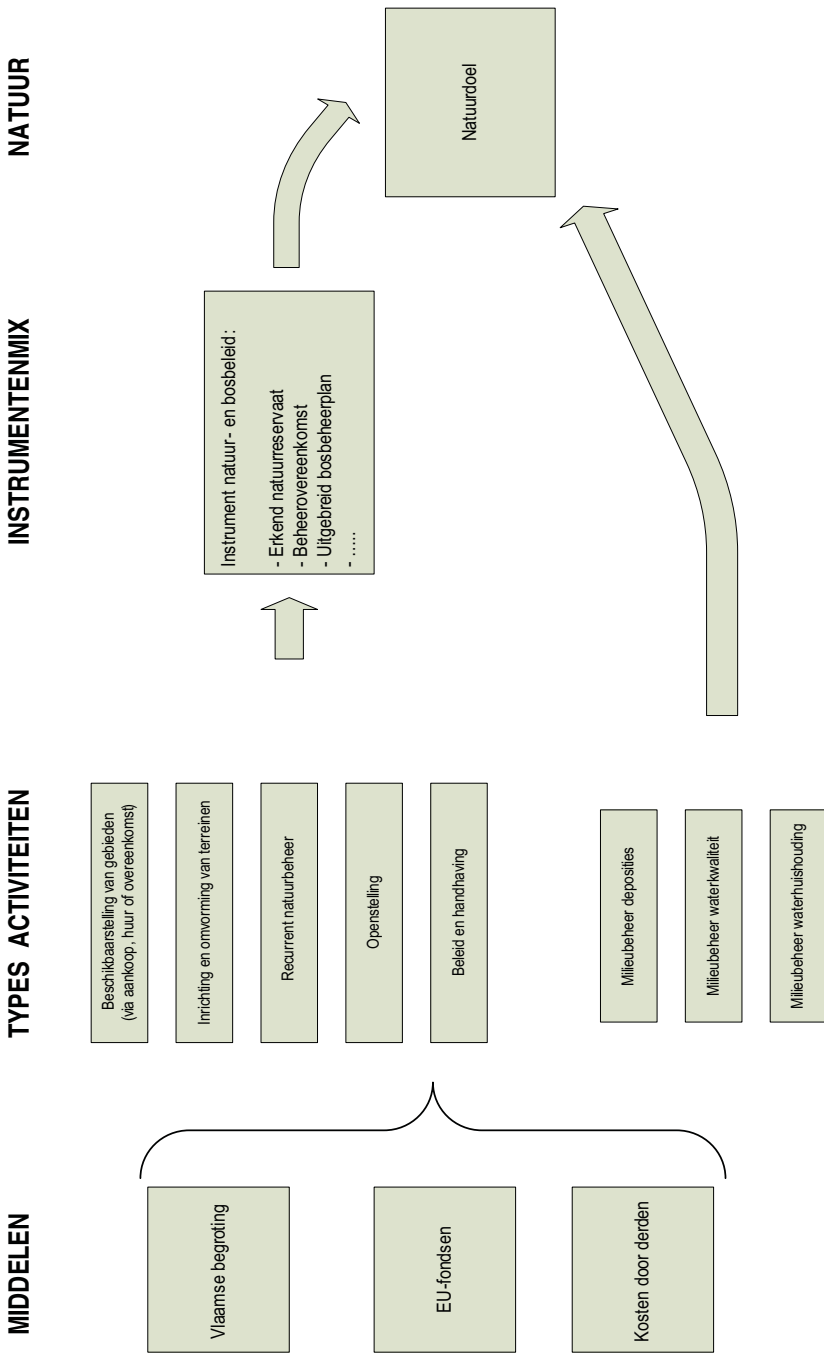 MIDDELEN
TYPES ACTIVITEITEN
INSTRUMENTENMIX
NATUUR
Vlaamse begroting
EU-fondsen
Kosten door derden
Beschikbaarstelling van gebieden
(via aankoop, huur of overeenkomst)
Inrichting en omvorming van terreinen
Recurrent natuurbeheer
Openstelling
Beleid en handhaving
Milieubeheer deposities
Milieubeheer waterkwaliteit
Milieubeheer waterhuishouding
Instrument natuur- en bosbeleid:
- Erkend natuurreservaat
- Beheerovereenkomst
- Uitgebreid bosbeheerplan
- .....
Natuurdoel